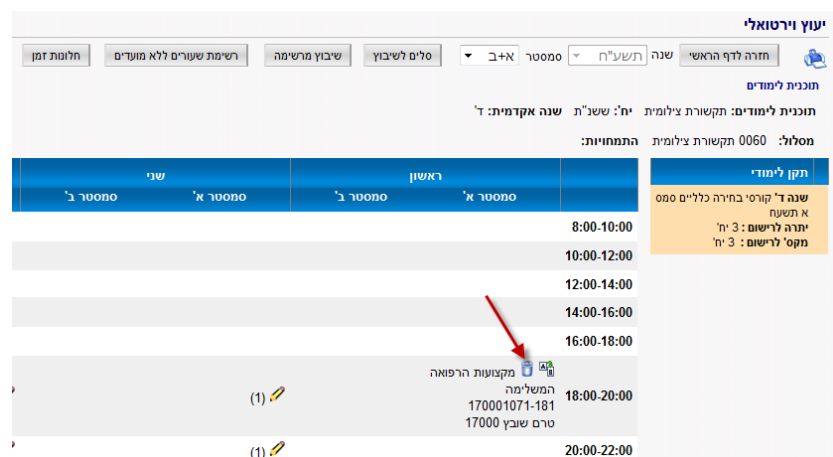 יעוץ וירטואלי
חזרה לדף הראשי שנה תשע"ח סמסטר א+ב סלים לשיבוץ שיבוץ מרשימה רשימת שעורים ללא מועדים חלונות זמן
תוכנית לימודים
תוכנית לימודים: תקשורת צילומית יח': ששנ"ת שנה אקדמית: ד'
מסלול: 0060 תקשורת צילומית התמחויות:
תקן לימודי
שנה ד' קורסי בחירה כלליים סמס
א תשעח
יתרה לרישום : 3 יח'
מקס' לרישום : 3 יח'
ראשון שני
סמסטר א' סמסטר ב' סמסטר א' סמסטר ב'
8:00-10:00
10:00-12:00
12:00-14:00
14:00-16:00
16:00-18:00
18:00-20:00
מקצועות הרפואה
המשלימה
170001071-181
טרם שובץ 17000
(1)
20:00-22:00
(1)